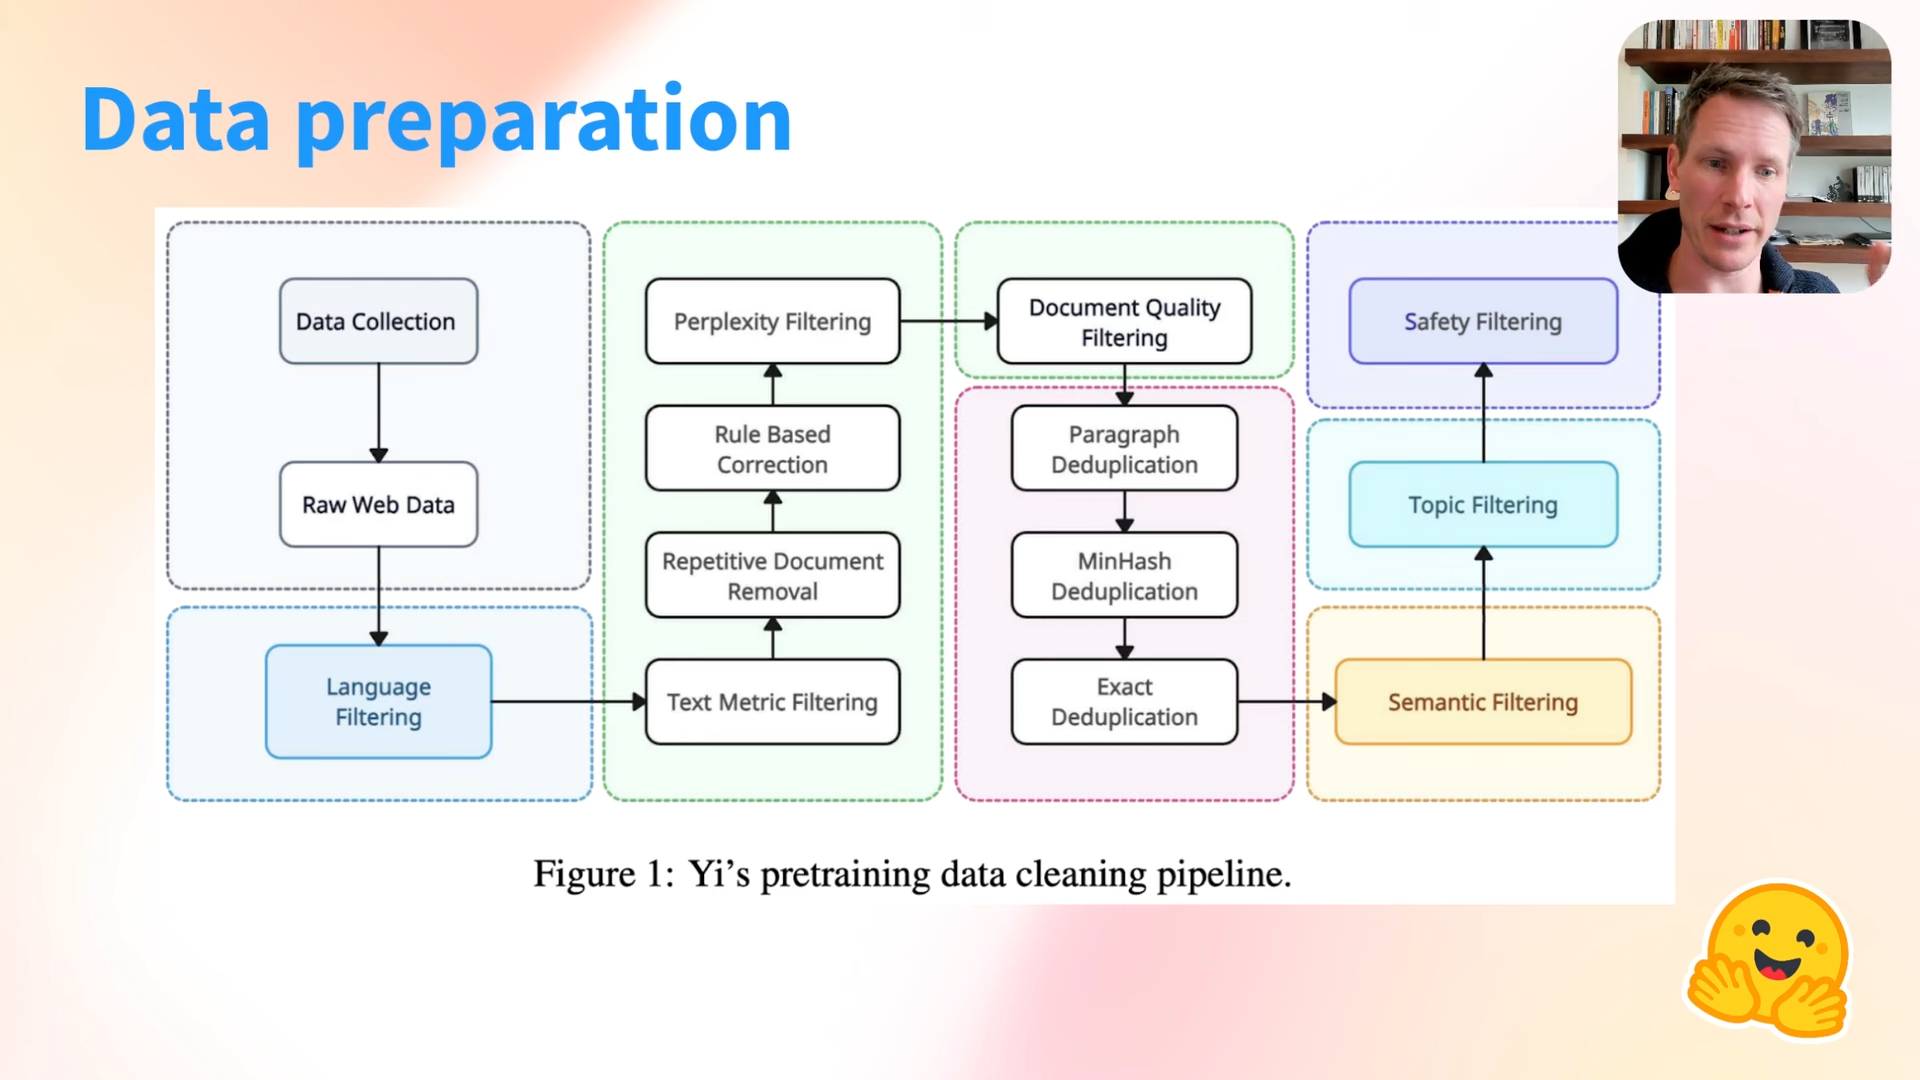 Data preparation
Data Collection
Raw Web Data
Language
Filtering
Text Metric Filtering
Repetitive Document
Removal
Rule Based
Correction
Perplexity Filtering
Document Quality
Filtering
Paragraph
Deduplication
MinHash
Deduplication
Exact
Deduplication
Semantic Filtering
Topic Filtering
Safety Filtering
Figure 1: Yi’s pretraining data cleaning pipeline.